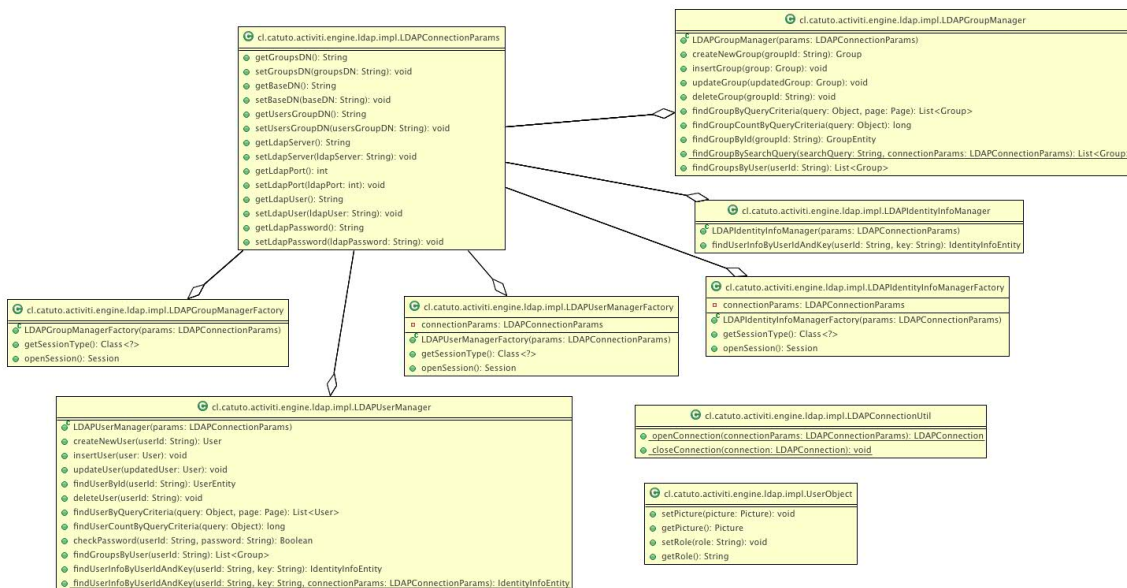 cl.catuto.activiti.engine.ldap.impl.LDAPConnectionParams
getGroupsDN(): String
setGroupsDN(groupsDN: String): void
getBaseDN(): String
setBaseDN(baseDN: String): void
getUsersGroupDN(): String
setUsersGroupDN(usersGroupDN: String): void
getLdapServer(): String
setLdapServer(ldapServer: String): void
getLdapPort(): int
setLdapPort(ldapPort: int): void
getLdapUser(): String
setLdapUser(ldapUser: String): void
getLdapPassword(): String
setLdapPassword(ldapPassword: String): void
cl.catuto.activiti.engine.ldap.impl.LDAPGroupManager
LDAPGroupManager(params: LDAPConnectionParams)
createNewGroup(groupId: String): Group
insertGroup(group: Group): void
updateGroup(updatedGroup: Group): void
deleteGroup(groupId: String): void
findGroupByQueryCriteria(query: Object, page: Page): List<Group>
findGroupCountByQueryCriteria(query: Object): long
findGroupById(groupId: String): GroupEntity
findGroupBySearchQuery(searchQuery: String, connectionParams: LDAPConnectionParams): List<Group
findGroupsByUser(userId: String): List<Group>
cl.catuto.activiti.engine.ldap.impl.LDAPIdentityInfoManager
LDAPIdentityInfoManager(params: LDAPConnectionParams)
findUserInfoByUserIdAndKey(userId: String, key: String): IdentityInfoEntity
cl.catuto.activiti.engine.ldap.impl.LDAPIdentityInfoManagerFactory
connectionParams: LDAPConnectionParams
LDAPIdentityInfoManagerFactory(params: LDAPConnectionParams)
getSessionType(): Class<?>
openSession(): Session
cl.catuto.activiti.engine.ldap.impl.LDAPGroupManagerFactory
LDAPGroupManagerFactory(params: LDAPConnectionParams)
getSessionType(): Class<?>
openSession(): Session
cl.catuto.activiti.engine.ldap.impl.LDAPUserManagerFactory
connectionParams: LDAPConnectionParams
LDAPUserManagerFactory(params: LDAPConnectionParams)
getSessionType(): Class<?>
openSession(): Session
cl.catuto.activiti.engine.ldap.impl.LDAPUserManager
LDAPUserManager(params: LDAPConnectionParams)
createNewUser(userId: String): User
insertUser(user: User): void
updateUser(updatedUser: User): void
findUserById(userId: String): UserEntity
deleteUser(userId: String): void
findUserByQueryCriteria(query: Object, page: Page): List<User>
findUserCountByQueryCriteria(query: Object): long
checkPassword(userId: String, password: String): Boolean
findGroupsByUser(userId: String): List<Group>
findUserInfoByUserIdAndKey(userId: String, key: String): IdentityInfoEntity
findUserInfoByUserIdAndKey(userId: String, key: String, connectionParams: LDAPConnectionParams): IdentityInfoEntity
cl.catuto.activiti.engine.ldap.impl.LDAPConnectionUtil
openConnection(connectionParams: LDAPConnectionParams): LDAPConnection
closeConnection(connection: LDAPConnection): void
cl.catuto.activiti.engine.ldap.impl.UserObject
setPicture(picture: Picture): void
getPicture(): Picture
setRole(role: String): void
getRole(): String